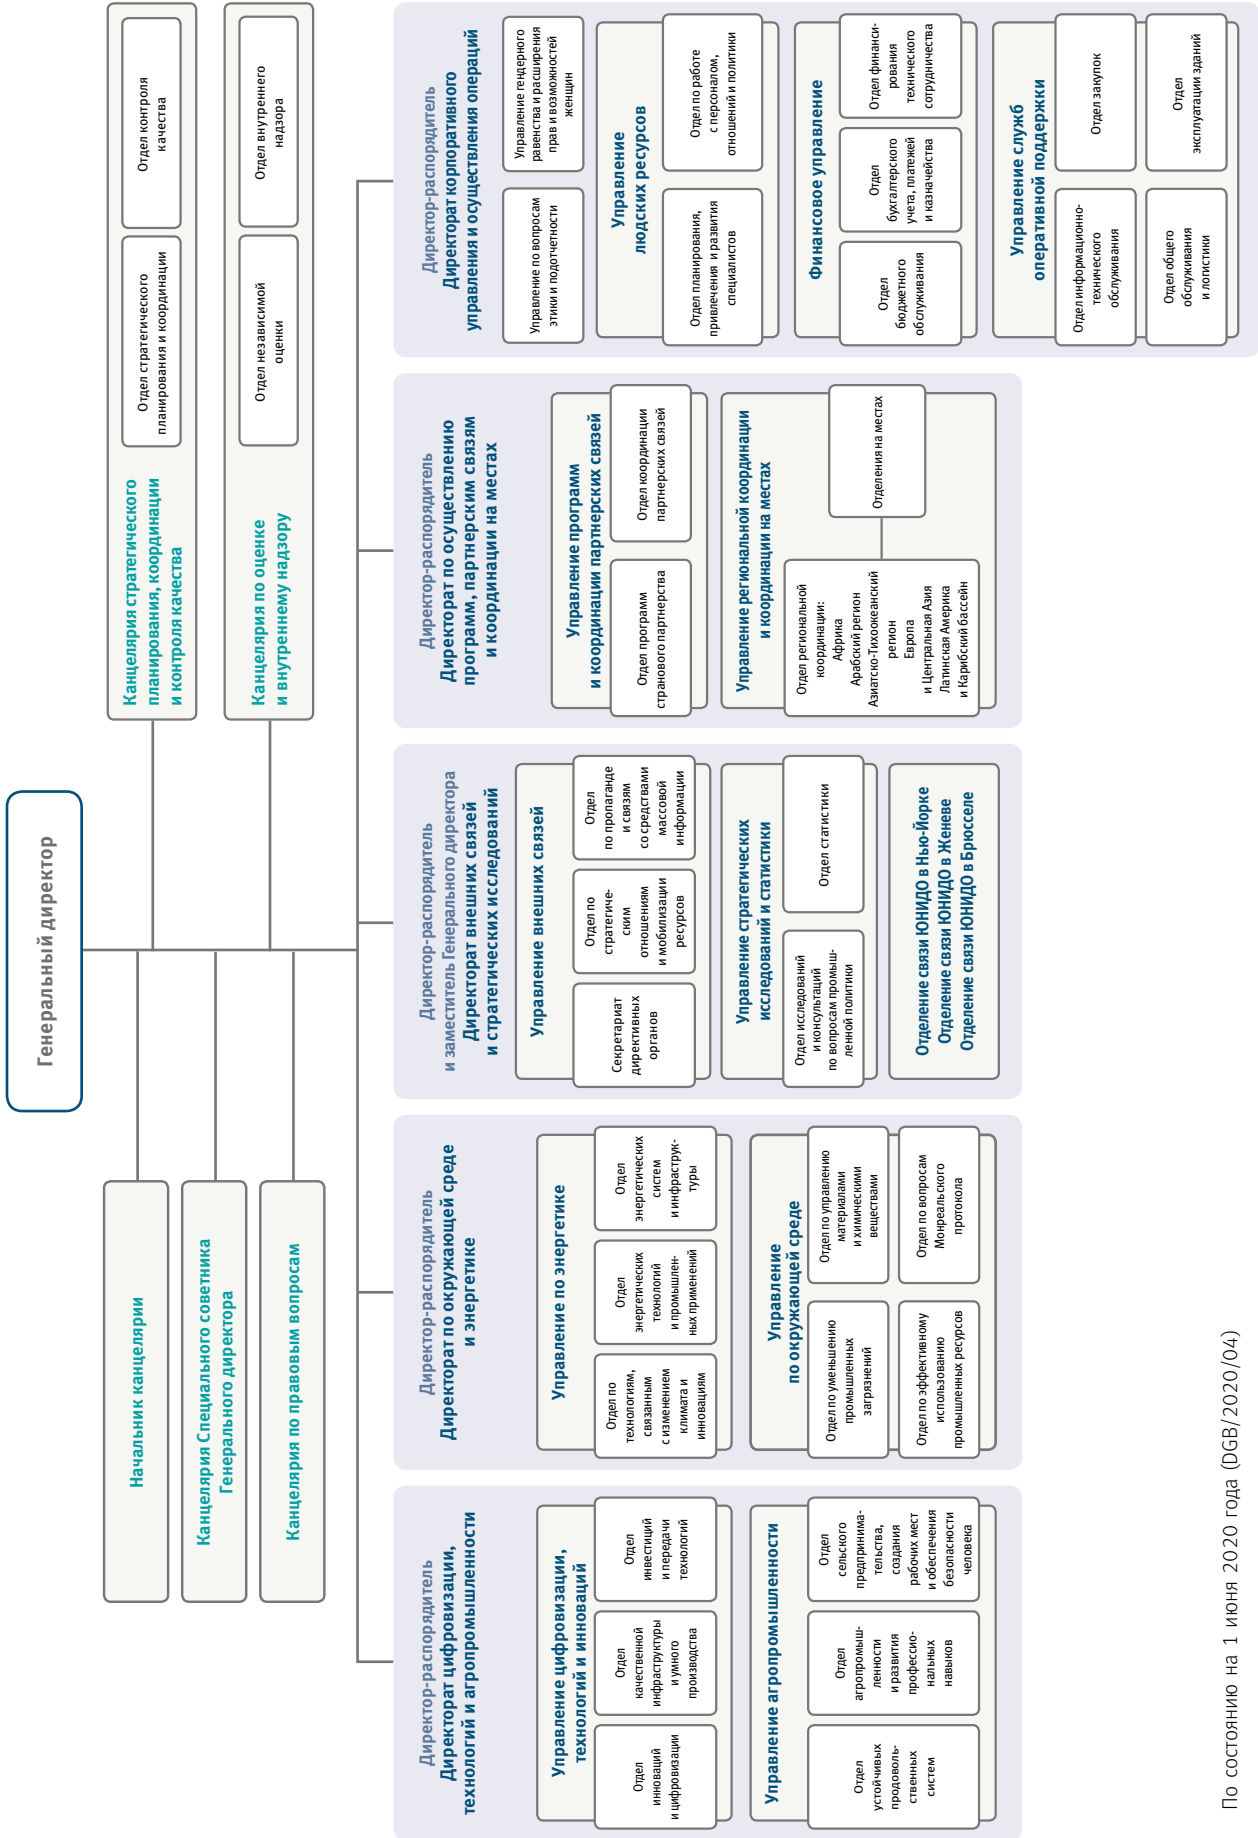 Генеральный директор
Начальник канцелярии
Канцелярия Специального советника
Генерального директора
Канцелярия по правовым вопросам
Канцелярия стратегического
планирования, координации
и контроля качества
Отдел стратегического
планирования и координации
Отдел контроля
качества
Канцелярия по оценке
и внутреннему надзору
Отдел независимой
оценки
Отдел внутреннего
надзора
Директор-распорядитель
Директорат цифровизации,
технологий и агропромышленности
Управление цифровизации,
технологий и инноваций
Отдел
инноваций
и цифровизации
Отдел
качественной
инфраструктуры
и умного
производства
Отдел
инвестиций
и передачи
технологий
Управление агропромышленности
Отдел
устойчивых
продоволь-
ственных
систем
Отдел
агропромыш-
ленности
и развития
профессио-
нальных
навыков
Отдел
сельского
предпринима-
тельства,
создания
рабочих мест
и обеспечения
безопасности
человека
Директор-распорядитель
Директорат по окружающей среде
и энергетике
Управление по энергетике
Отдел по
технологиям,
связанным
с изменением
климата и
инновациям
Отдел
энергетических
технологий
и промышлен-
ных применений
Отдел
энергетических
систем
и инфраструк-
туры
Управление
по окружающей среде
Отдел по уменьшению
промышленных
загрязнений
Отдел по управлению
материалами
и химическими
веществами
Отдел по эффективному
использованию
промышленных ресурсов
Отдел по вопросам
Монреальского
протокола
Директор-распорядитель
и заместитель Генерального директора
Директорат внешних связей
и стратегических исследований
Управление внешних связей
Секретариат
директивных
органов
Отдел по
стратегиче-
ским
отношениям
и мобилизации
ресурсов
Отдел
по пропаганде
и связям
со средствами
массовой
информации
Управление стратегических
исследований и статистики
Отдел исследований
и консультаций
по вопросам промыш-
ленной политики
Отдел статистики
Отделение связи ЮНИДО в Нью-Йорке
Отделение связи ЮНИДО в Женеве
Отделение связи ЮНИДО в Брюсселе
Директор-распорядитель
Директорат по осуществлению
программ, партнерским связям
и координации на местах
Управление программ
и координации партнерских связей
Отдел программ
странового партнерства
Отдел координации
партнерских связей
Управление региональной координации
и координации на местах
Отдел региональной
координации:
Африка
Арабский регион
Азиатско-Тихоокеанский
регион
Европа
и Центральная Азия
Латинская Америка
и Карибский бассейн
Отделения на местах
Директор-распорядитель
Директорат корпоративного
управления и осуществления операций
Управление по вопросам
этики и подотчетности
Управление гендерного
равенства и расширения
прав и возможностей
женщин
Управление
людских ресурсов
Отдел планирования,
привлечения и развития
специалистов
Отдел по работе
с персоналом,
отношений и политики
Финансовое управление
Отдел
бюджетного
обслуживания
Отдел
бухгалтерского
учета, платежей
и казначейства
Отдел финанси-
рования
технического
сотрудничества
Управление служб
оперативной поддержки
Отдел информационно-
технического
обслуживания
Отдел закупок
Отдел общего
обслуживания
и логистики
Отдел
эксплуатации зданий
По состоянию на 1 июня 2020 года (DGB/2020/04)